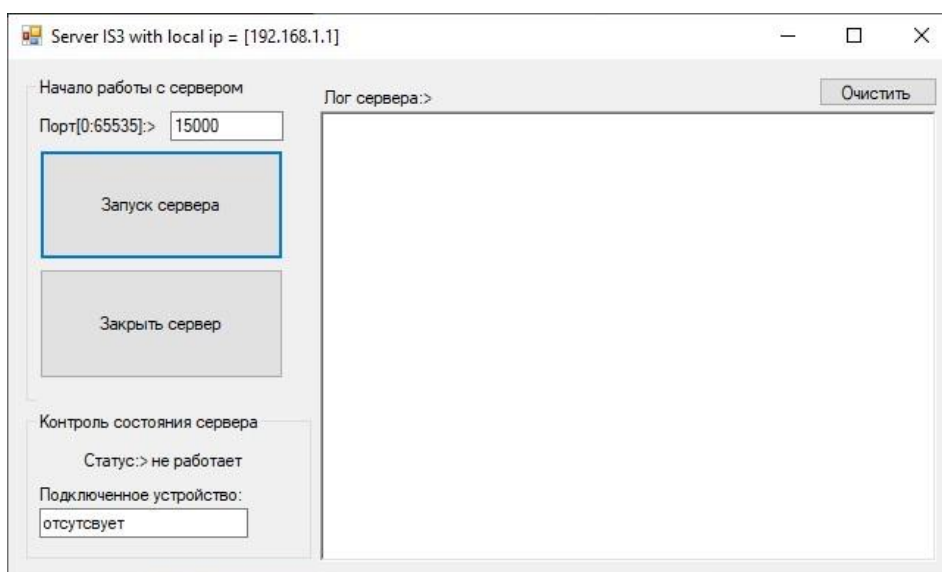 Server IS3 with local ip = [192.168.1.1]
Начало работы с сервером
Порт[0:65535]:> 15000
Запуск сервера
Закрыть сервер
Контроль состояния сервера
Статус:> не работает
Подключенное устройство:
отсутсвует
Лог сервера:>
Очистить